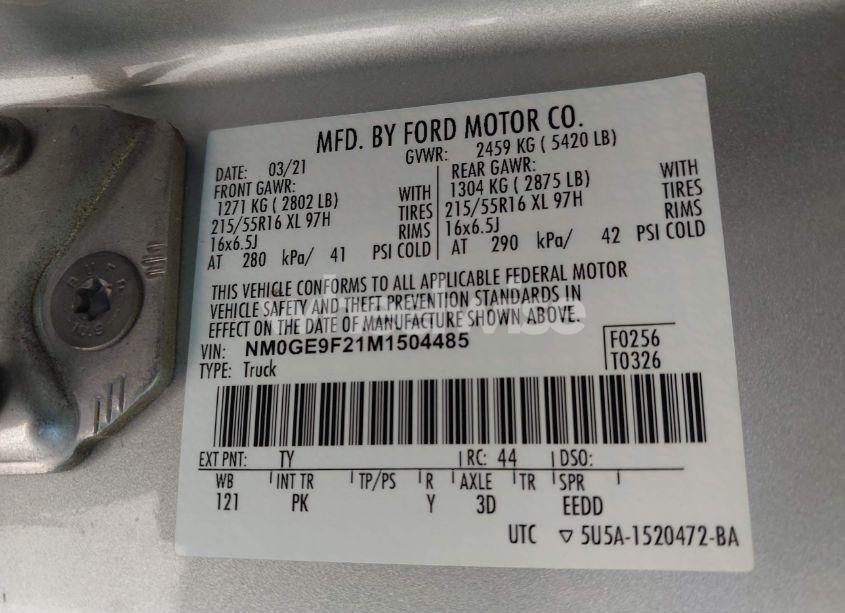 MFD. BY FORD MOTOR CO.
DATE: 03/21 GVWR: 2459 KG ( 5420 LB)
FRONT GAWR: WITH REAR GAWR: WITH
1271 KG ( 2802 LB) TIRES 1304 KG ( 2875 LB) TIRES
215/55R16 XL 97H RIMS 215/55R16 XL 97H RIMS
16x6.5J 16x6.5J
AT 280 kPa/ 41 PSI COLD AT 290 kPa/ 42 PSI COLD
THIS VEHICLE CONFORMS TO ALL APPLICABLE FEDERAL MOTOR
VEHICLE SAFETY AND THEFT PREVENTION STANDARDS IN
EFFECT ON THE DATE OF MANUFACTURE SHOWN ABOVE.
VIN: NM0GE9F21M1504485 F0256
TYPE: Truck T0326
EXT PNT: TY RC: 44 DSO:
WB INT TR TP/PS R AXLE TR SPR
121 PK Y 3D EEDD
UTC ▽ 5U5A-1520472-BA